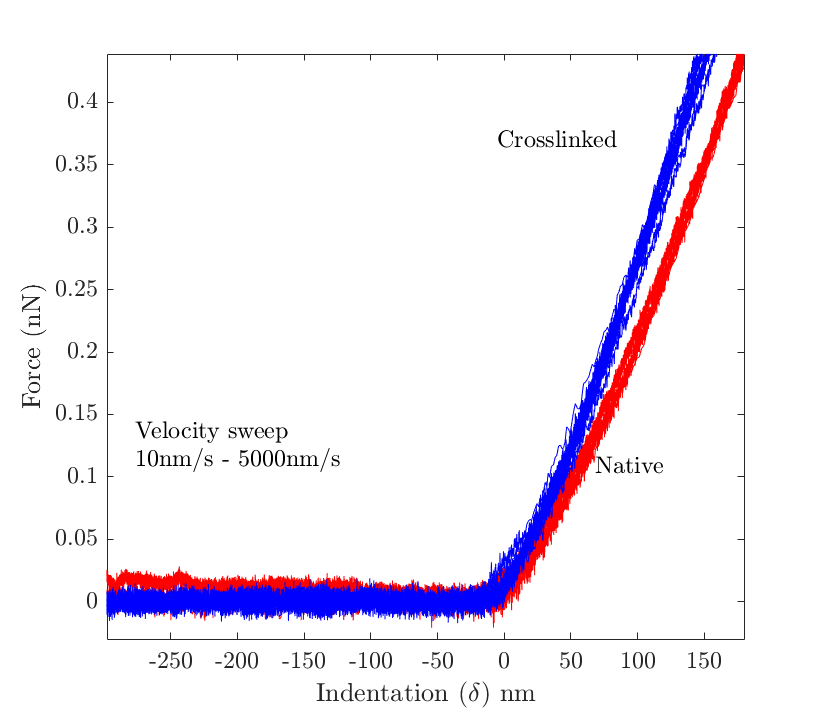 0.4
0.35
0.3
0.25
0.2
0.15
0.1
0.05
0
Force (nN)
Crosslinked
Velocity sweep
10nm/s - 5000nm/s
Native
-250 -200 -150 -100 -50 0 50 100 150
Indentation (δ) nm